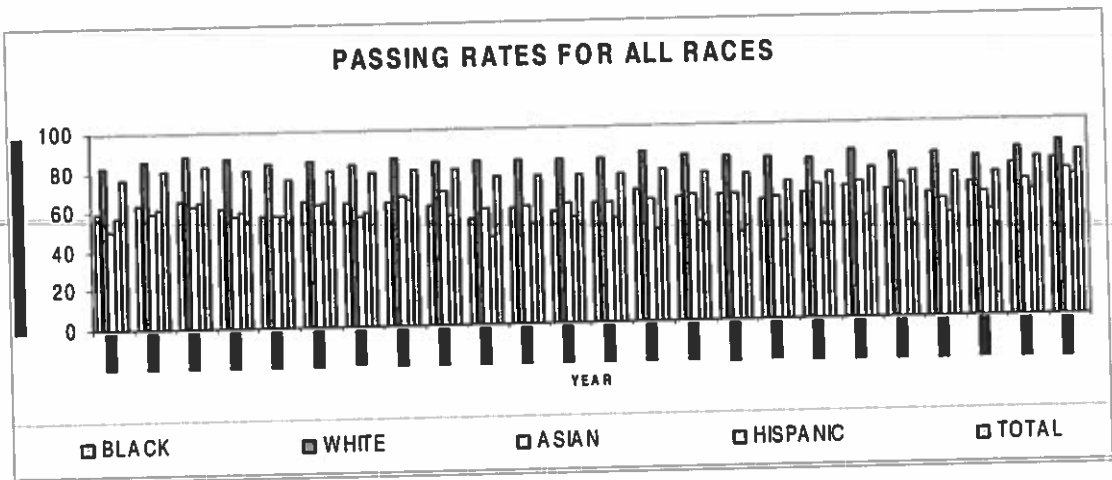 PASSING RATES FOR ALL RACES
100
80
60
40
20
0
YEAR
BLACK WHITE ASIAN HISPANIC TOTAL